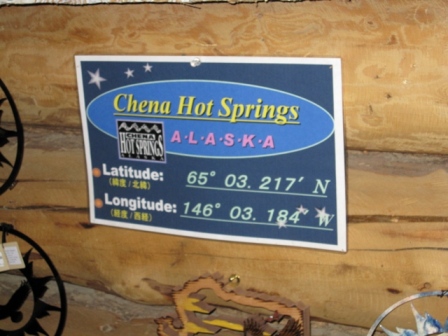 Chena Hot Springs
CHENA
HOT SPRINGS
A·L·A·S·K·A
Latitude: 65° 03. 217′ N
(緯度/北緯)
Longitude: 146° 03. 184″ W
(経度/西経)